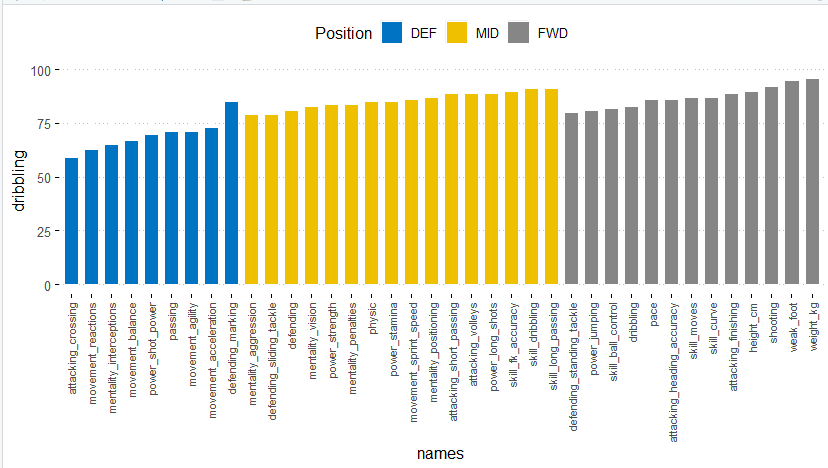 Position DEF MID FWD
100
75
50
25
0
dribbling
attacking_crossing
movement_reactions
mentality_interceptions
movement_balance
power_shot_power
passing
movement_agility
movement_acceleration
defending_marking
mentality_aggression
defending_sliding_tackle
defending
mentality_vision
power_strength
mentality_penalties
physic
power_stamina
movement_sprint_speed
mentality_positioning
attacking_short_passing
attacking_volleys
power_long_shots
skill_fk_accuracy
skill_dribbling
skill_long_passing
defending_standing_tackle
power_jumping
skill_ball_control
dribbling
pace
attacking_heading_accuracy
skill_moves
skill_curve
attacking_finishing
height_cm
shooting
weak_foot
weight_kg
names